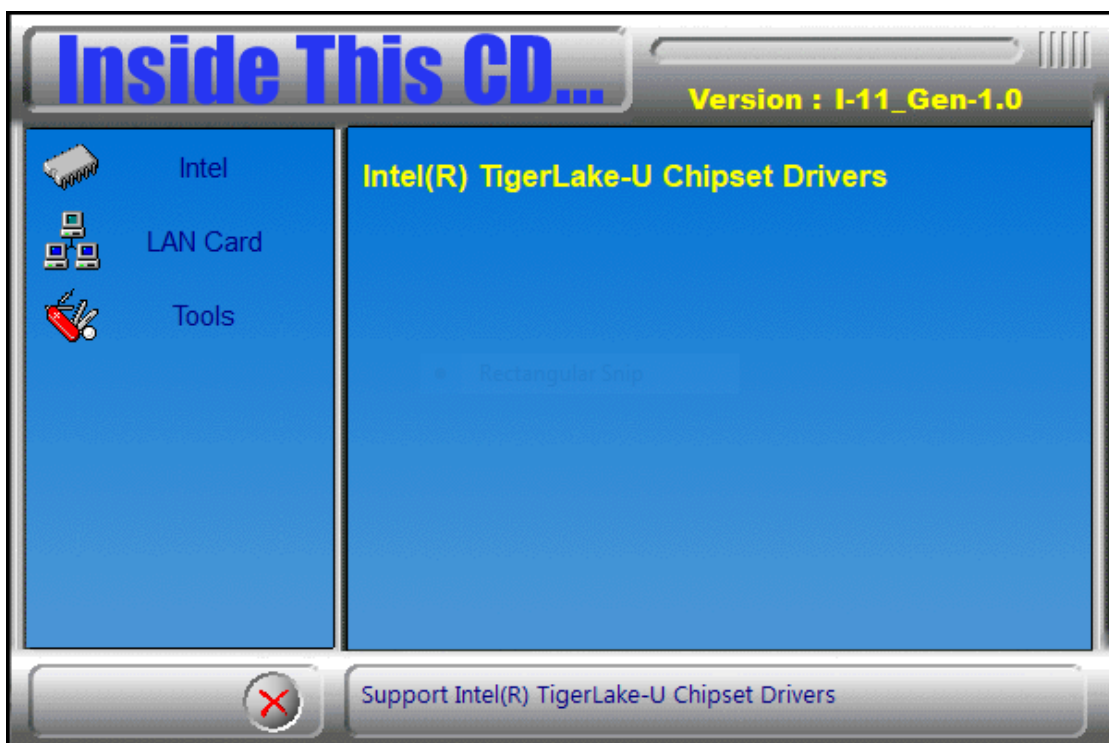 Inside This CD...
Version : I-11_Gen-1.0
Intel
LAN Card
Tools
Intel(R) TigerLake-U Chipset Drivers
Rectangular Snip
Support Intel(R) TigerLake-U Chipset Drivers